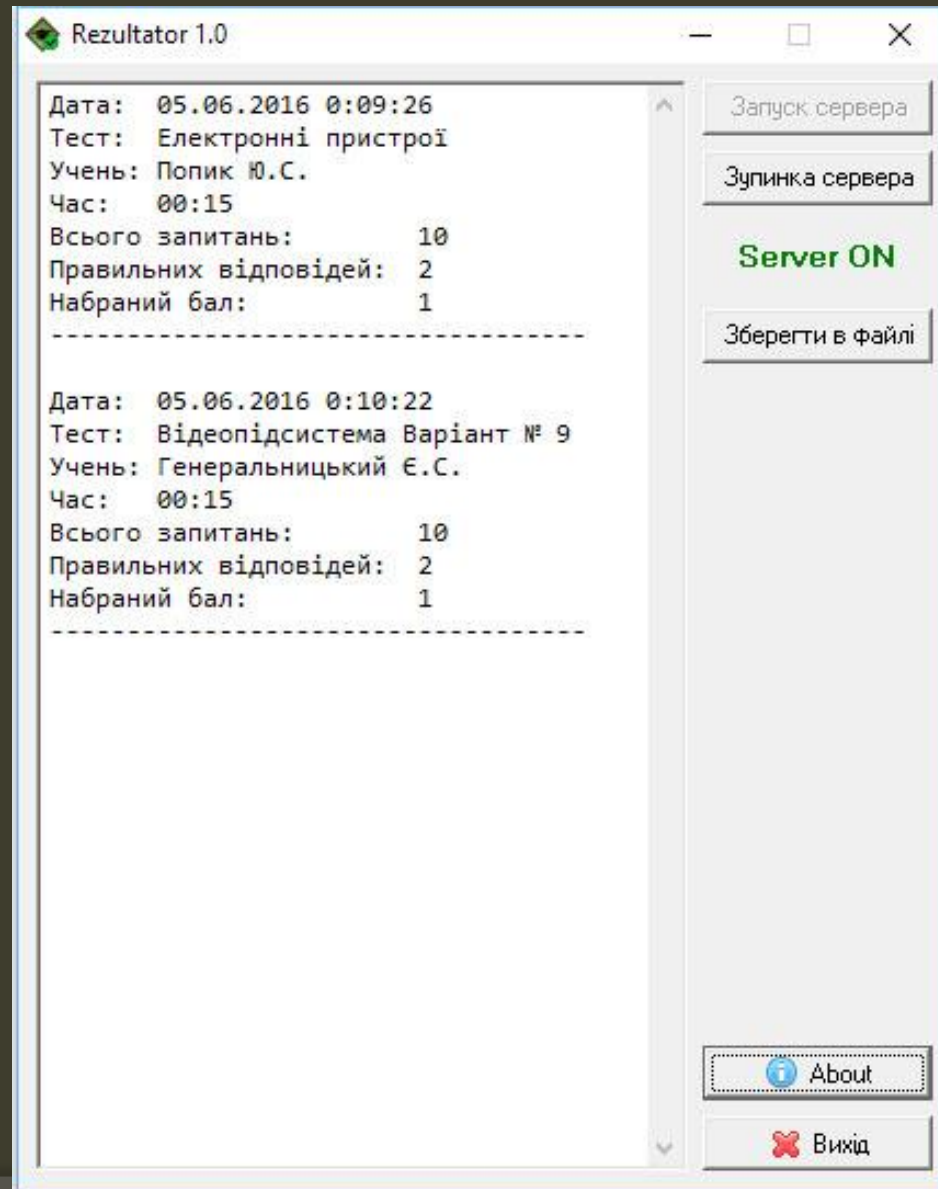 Rezultator 1.0
Дата: 05.06.2016 0:09:26
Тест: Електронні пристрої
Учень: Попик Ю.С.
Час: 00:15
Всього запитань: 10
Правильних відповідей: 2
Набраний бал: 1
-----------------------------------
Дата: 05.06.2016 0:10:22
Тест: Відеопідсистема Варіант № 9
Учень: Генеральницький Є.С.
Час: 00:15
Всього запитань: 10
Правильних відповідей: 2
Набраний бал: 1
-----------------------------------
Запуск сервера
Зупинка сервера
Server ON
Зберегти в файлі
About
Вихід